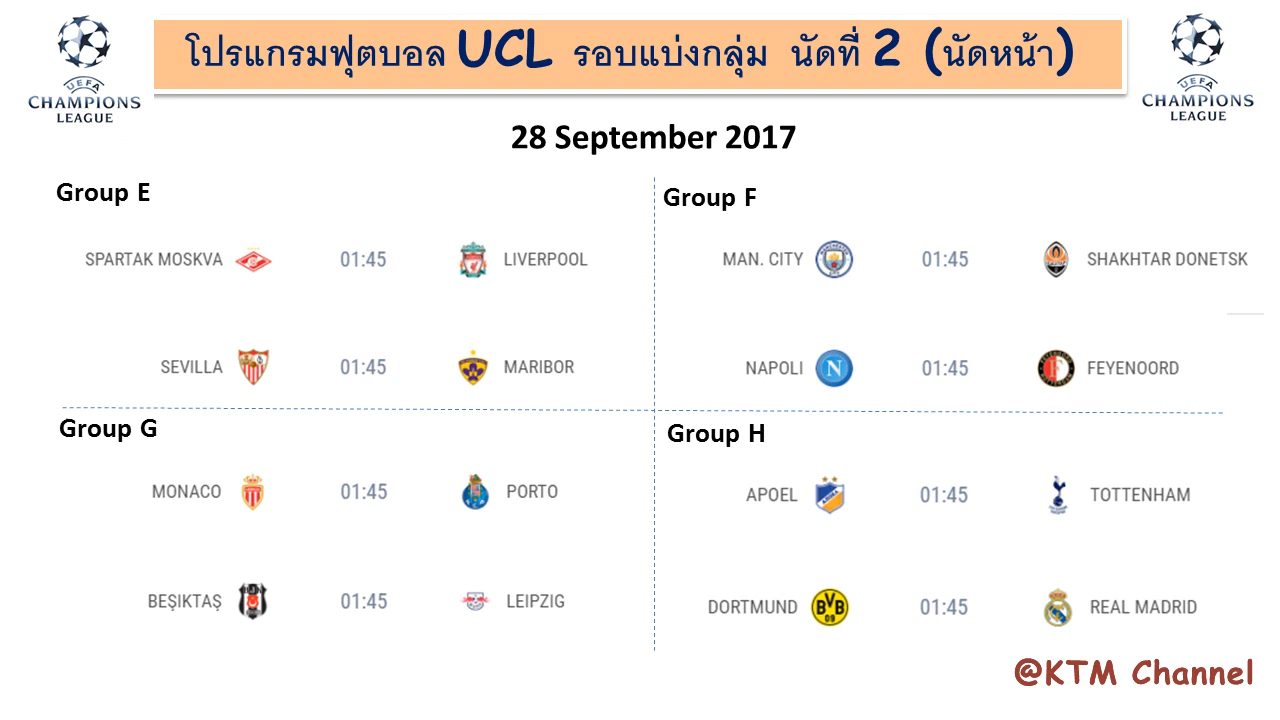 โปรแกรมฟุตบอล UCL รอบแบ่งกลุ่ม นัดที่ 2 (นัดหน้า)
UEFA
CHAMPIONS
LEAGUE
UEFA
CHAMPIONS
LEAGUE
28 September 2017
Group E
SPARTAK MOSKVA 01:45 LIVERPOOL
SEVILLA 01:45 MARIBOR
Group F
MAN. CITY 01:45 SHAKHTAR DONETSK
NAPOLI 01:45 FEYENOORD
Group G
MONACO 01:45 PORTO
BEŞIKTAŞ 01:45 LEIPZIG
Group H
APOEL 01:45 TOTTENHAM
DORTMUND BVB 09 01:45 REAL MADRID
@KTM Channel